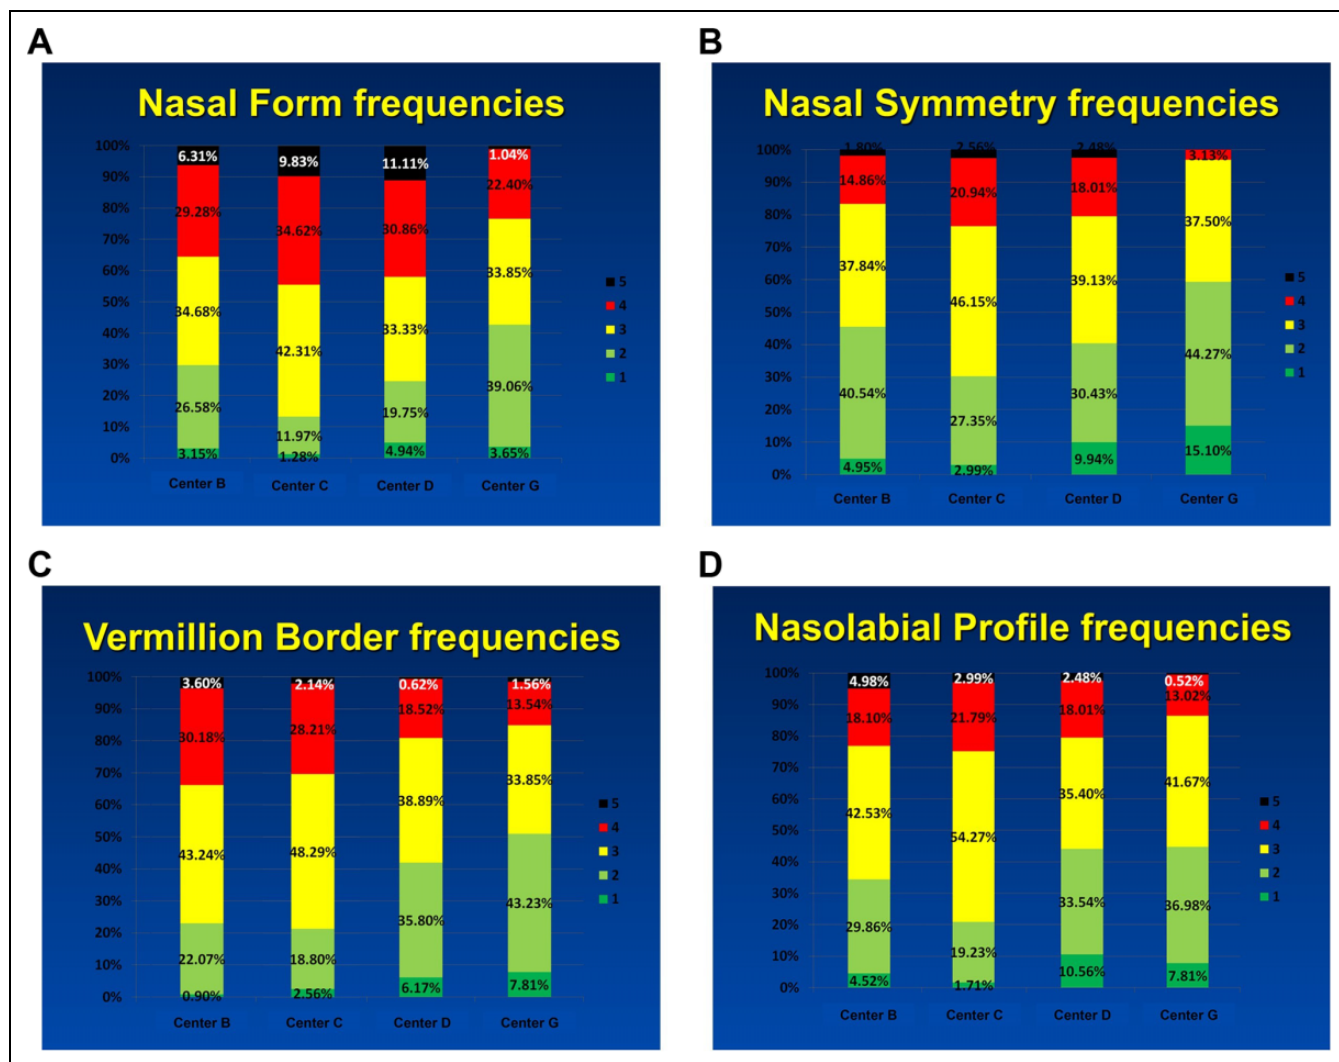 A
Nasal Form frequencies
100%
90%
80%
70%
60%
50%
40%
30%
20%
10%
0%
6.31% 9.83% 11.11% 1.04%
29.28% 34.62% 30.86% 22.40%
34.68% 42.31% 33.33% 33.85%
26.58% 11.97% 19.75% 39.06%
3.15% 1.28% 4.94% 3.65%
Center B Center C Center D Center G
5
4
3
2
1
B
Nasal Symmetry frequencies
100%
90%
80%
70%
60%
50%
40%
30%
20%
10%
0%
1.80% 2.56% 2.48%
14.86% 20.94% 18.01% 3.13%
37.84% 46.15% 39.13% 37.50%
40.54% 27.35% 30.43% 44.27%
4.95% 2.99% 9.94% 15.10%
Center B Center C Center D Center G
5
4
3
2
1
C
Vermillion Border frequencies
100%
90%
80%
70%
60%
50%
40%
30%
20%
10%
0%
3.60% 2.14% 0.62% 1.56%
30.18% 28.21% 18.52% 13.54%
43.24% 48.29% 38.89% 33.85%
22.07% 18.80% 35.80% 43.23%
0.90% 2.56% 6.17% 7.81%
Center B Center C Center D Center G
5
4
3
2
1
D
Nasolabial Profile frequencies
100%
90%
80%
70%
60%
50%
40%
30%
20%
10%
0%
4.98% 2.99% 2.48% 0.52%
18.10% 21.79% 18.01% 13.02%
42.53% 54.27% 35.40% 41.67%
29.86% 19.23% 33.54% 36.98%
4.52% 1.71% 10.56% 7.81%
Center B Center C Center D Center G
5
4
3
2
1